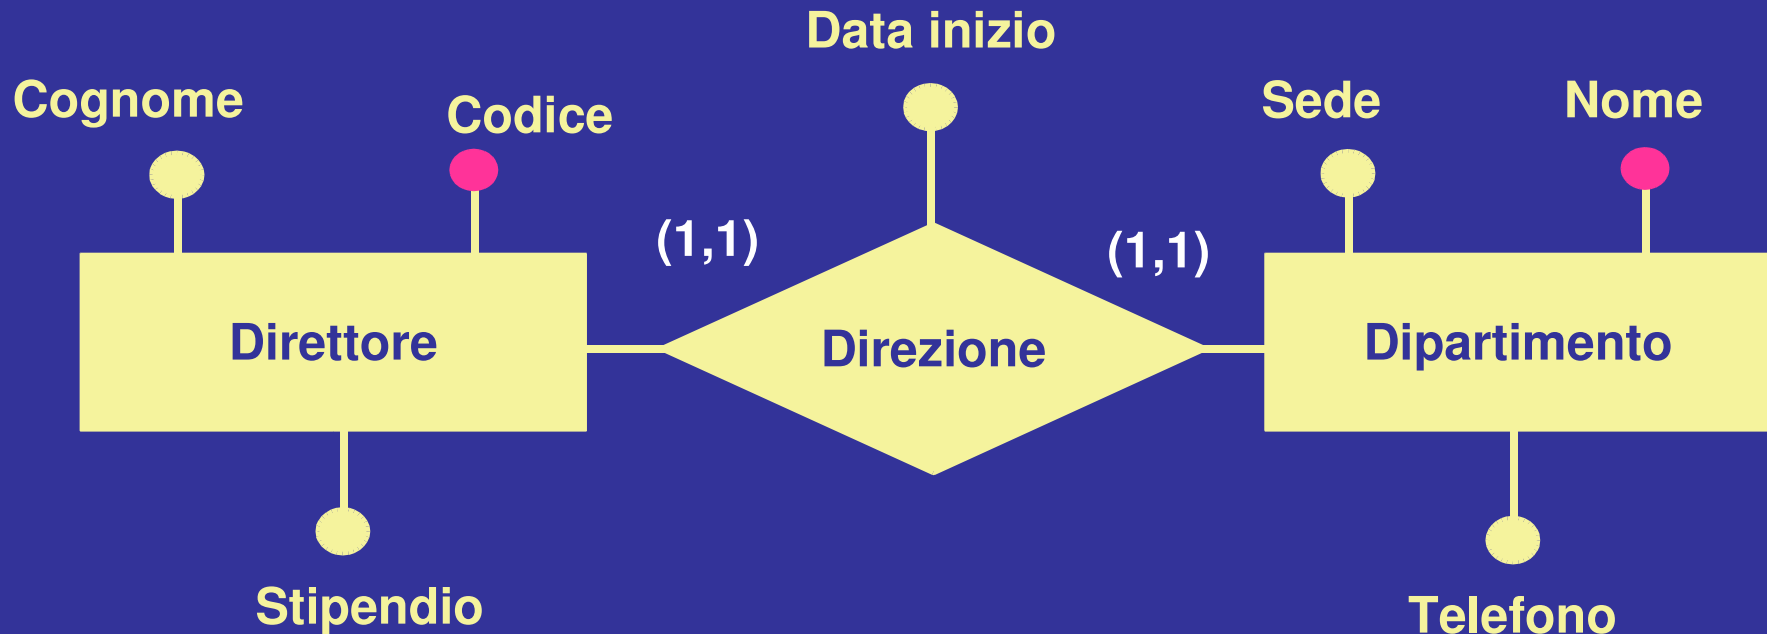 Data inizio
Cognome
Codice
Sede
Nome
(1,1)
(1,1)
Direttore
Direzione
Dipartimento
Stipendio
Telefono